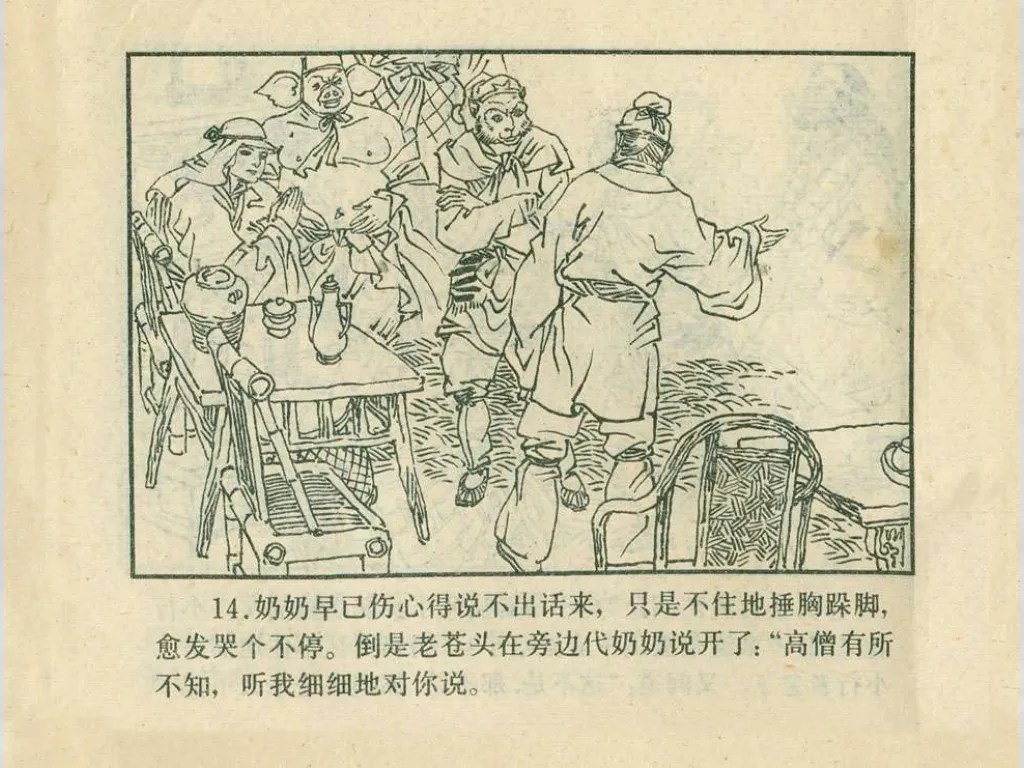 14.奶奶早已伤心得说不出话来，只是不住地捶胸跺脚，
愈发哭个不停。倒是老苍头在旁边代奶奶说开了：“高僧有所
不知，听我细细地对你说。